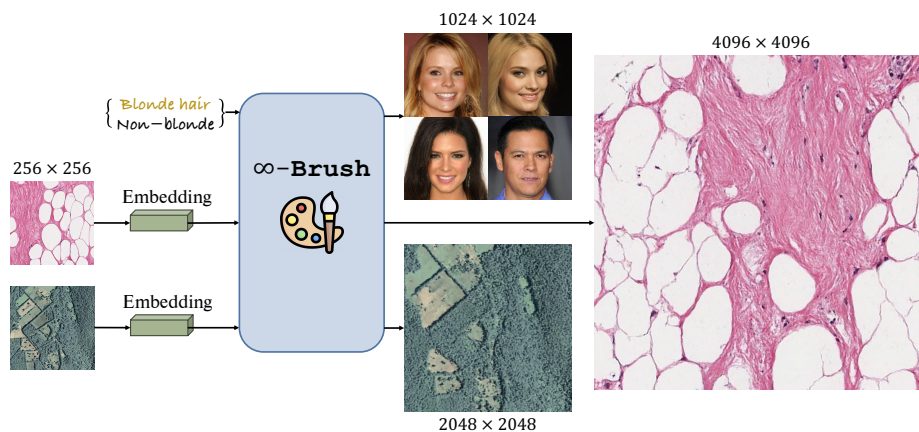 1024 × 1024
4096 × 4096
Blonde hair
Non-blonde
256 × 256
∞-Brush
Embedding
Embedding
2048 × 2048